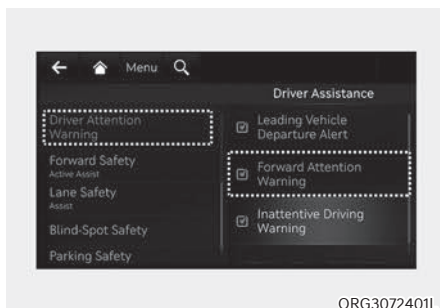 Menu
Driver Assistance
Driver Attention
Warning
Forward Safety
Active Assist
Lane Safety
Assist
Blind-Spot Safety
Parking Safety
Leading Vehicle
Departure Alert
Forward Attention
Warning
Inattentive Driving
Warning
ORG3072401L